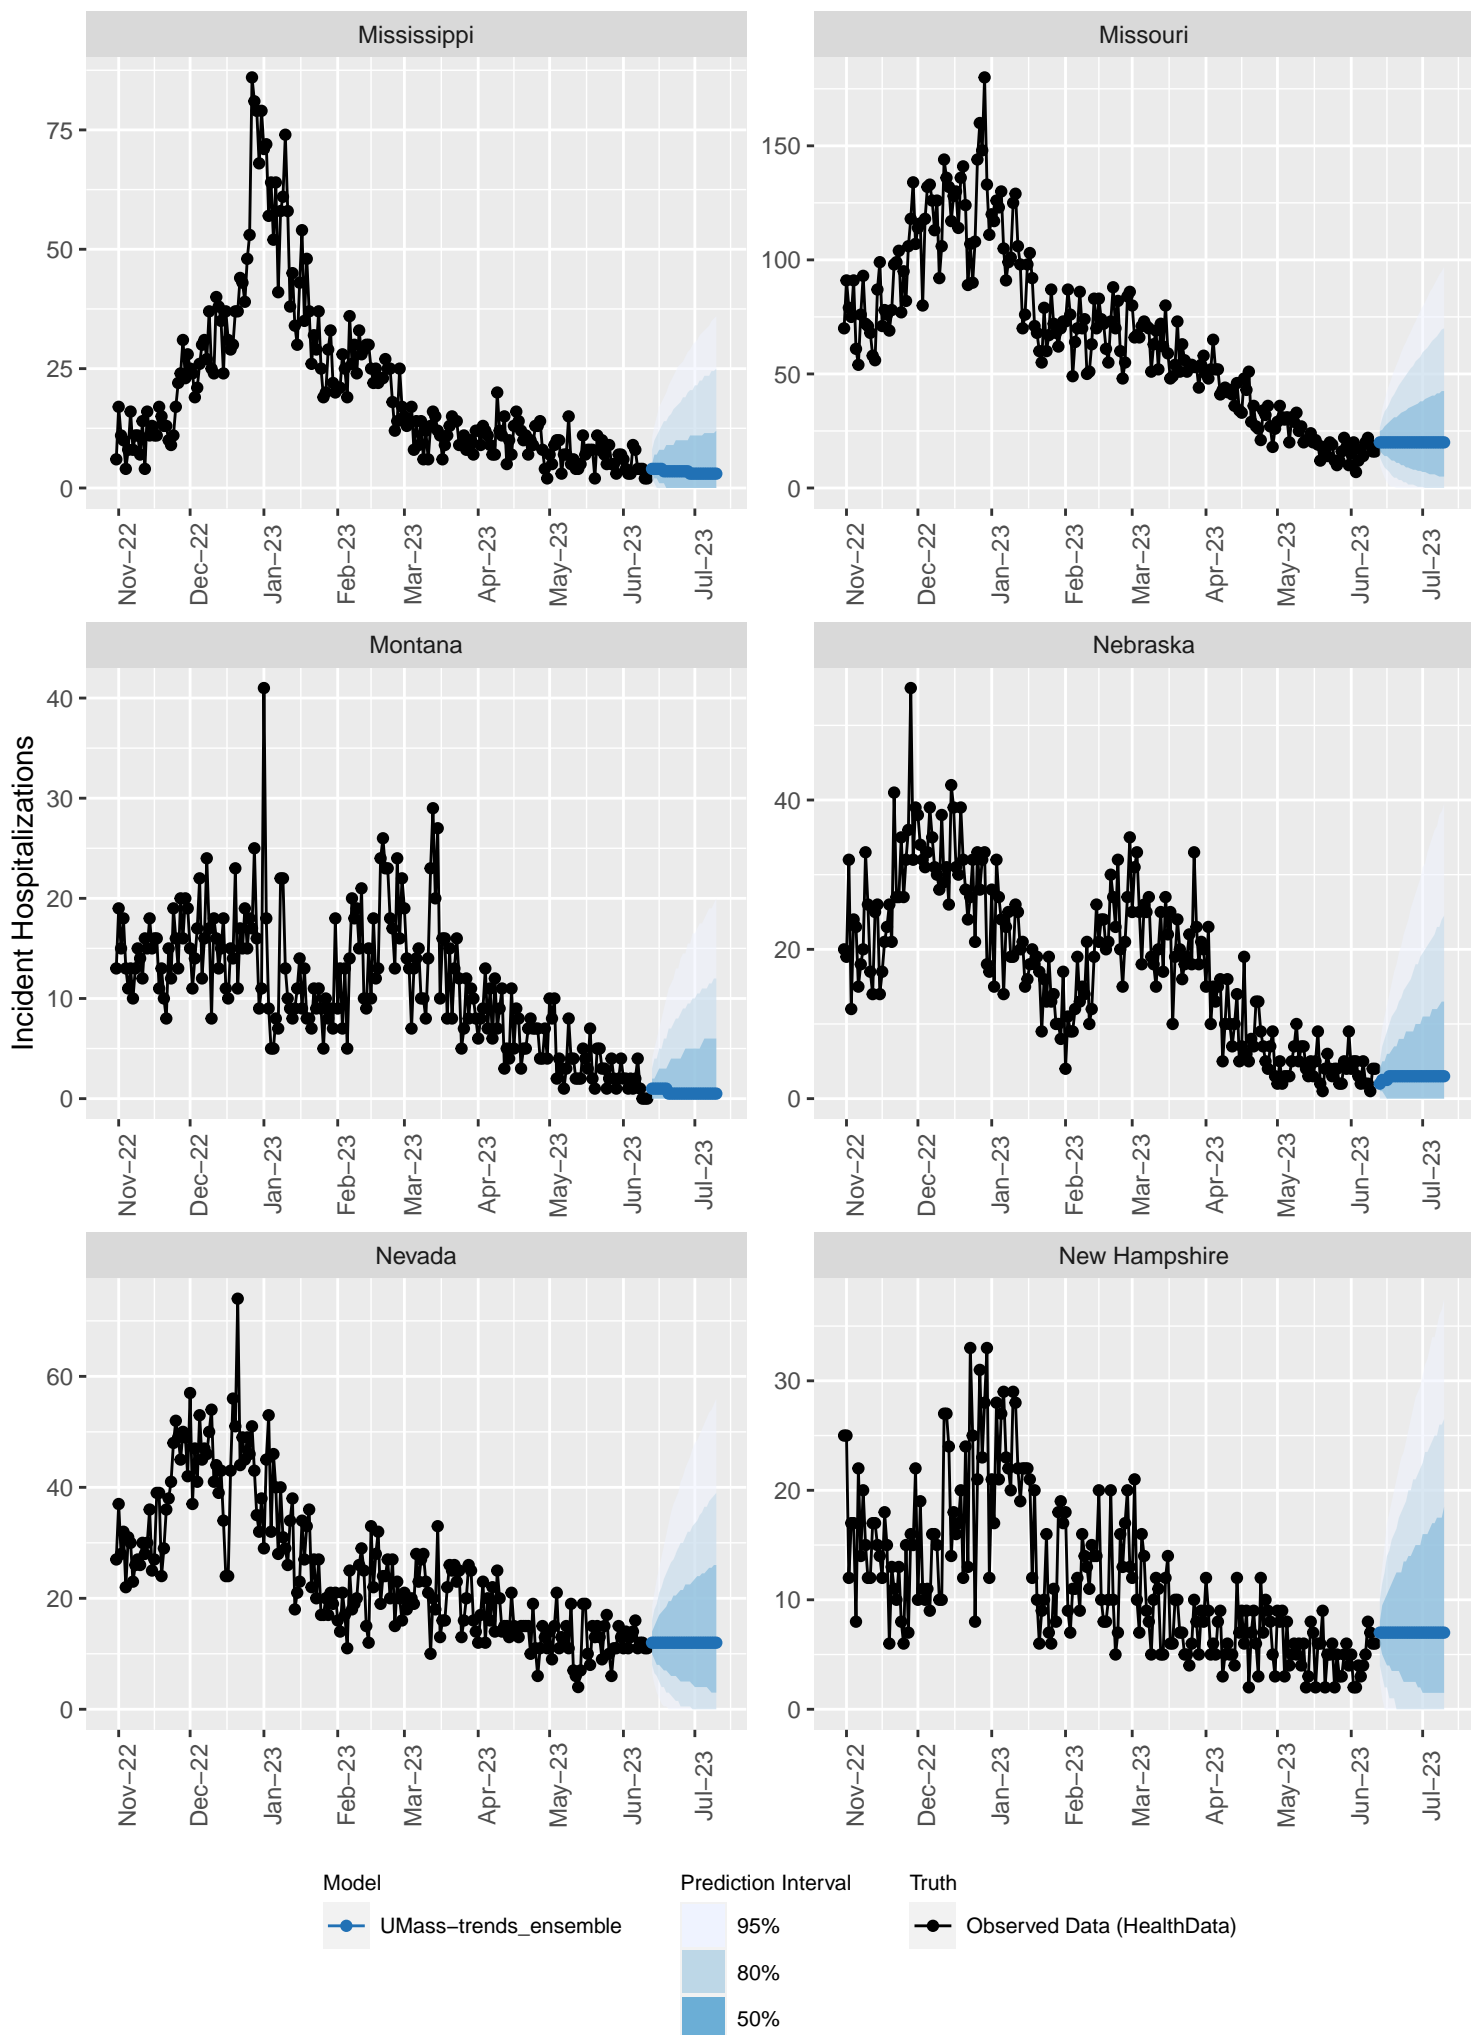 Mississippi Missouri
75
50
25
0
150
100
50
0
Nov−22 Dec−22 Jan−23 Feb−23 Mar−23 Apr−23 May−23 Jun−23 Jul−23
Nov−22 Dec−22 Jan−23 Feb−23 Mar−23 Apr−23 May−23 Jun−23 Jul−23
Montana Nebraska
Incident Hospitalizations
40
30
20
10
0
40
20
0
Nov−22 Dec−22 Jan−23 Feb−23 Mar−23 Apr−23 May−23 Jun−23 Jul−23
Nov−22 Dec−22 Jan−23 Feb−23 Mar−23 Apr−23 May−23 Jun−23 Jul−23
Nevada New Hampshire
60
40
20
0
30
20
10
0
Nov−22 Dec−22 Jan−23 Feb−23 Mar−23 Apr−23 May−23 Jun−23 Jul−23
Nov−22 Dec−22 Jan−23 Feb−23 Mar−23 Apr−23 May−23 Jun−23 Jul−23
Model
UMass−trends_ensemble
Prediction Interval
95%
80%
50%
Truth
Observed Data (HealthData)